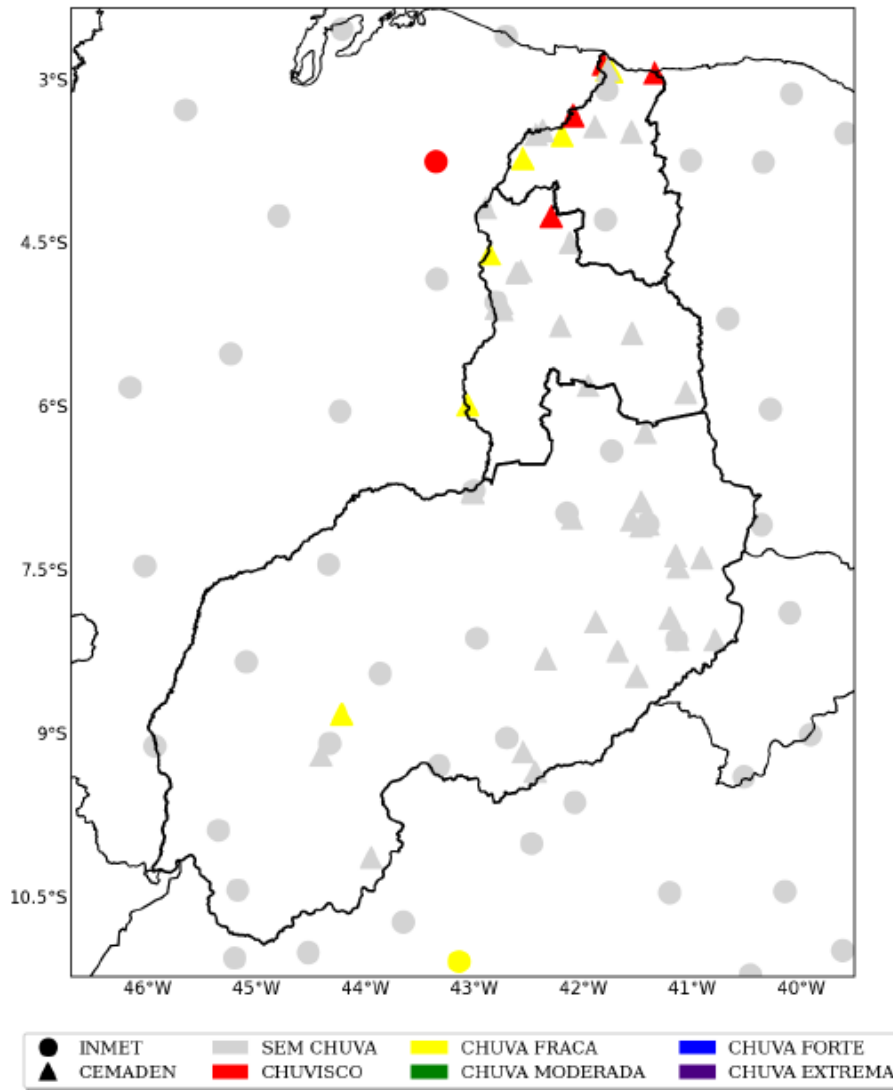 3°S
4.5°S
6°S
7.5°S
9°S
10.5°S
46°W 45°W 44°W 43°W 42°W 41°W 40°W
INMET SEM CHUVA CHUVA FRACA CHUVA FORTE
CEMADEN CHUVISCO CHUVA MODERADA CHUVA EXTREMA